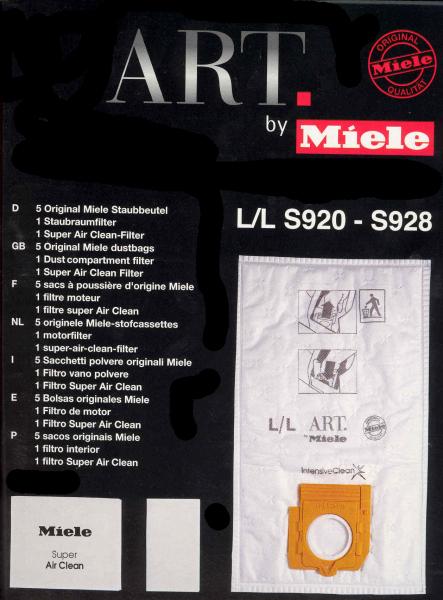 ART.
by Miele
ORIGINAL
Miele
QUALITÄT
D 5 Original Miele Staubbeutel
1 Staubraumfilter
1 Super Air Clean-Filter
GB 5 Original Miele dustbags
1 Dust compartment filter
1 Super Air Clean Filter
F 5 sacs à poussière d'origine Miele
1 filtre moteur
1 filtre super Air Clean
NL 5 originele Miele-stofcassettes
1 motorfilter
1 super-air-clean-filter
I 5 Sacchetti polvere originali Miele
1 Filtro vano polvere
1 Filtro Super Air Clean
E 5 Bolsas originales Miele
1 Filtro de motor
1 Filtro Super Air Clean
P 5 sacos originais Miele
1 filtro interior
1 filtro Super Air Clean
L/L S920 - S928
L/L ART.
by Miele
IntensiveClean
Miele
Super
Air Clean